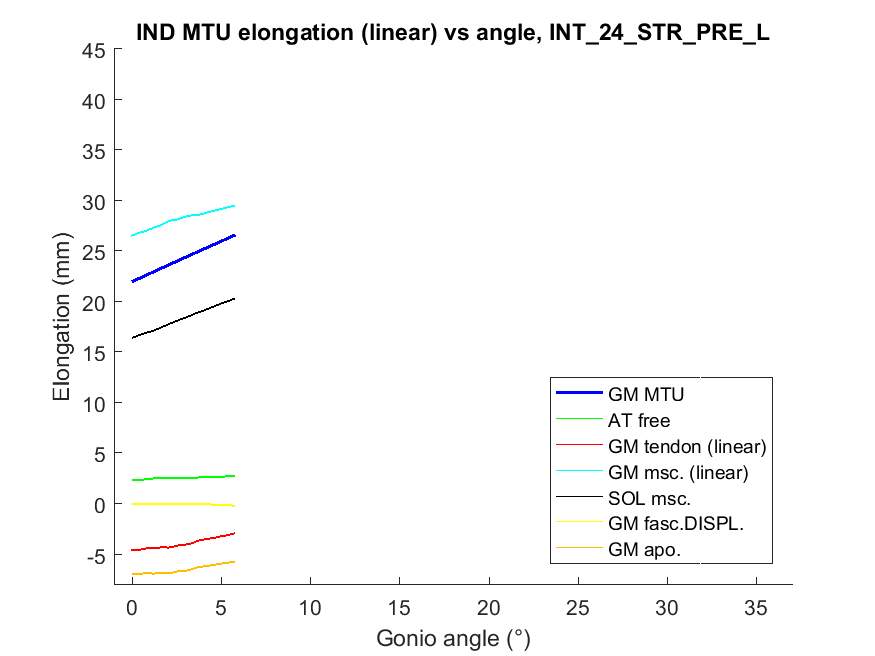 IND MTU elongation (linear) vs angle, INT_24_STR_PRE_L
45
40
35
30
25
20
15
10
5
0
-5
Elongation (mm)
GM MTU
AT free
GM tendon (linear)
GM msc. (linear)
SOL msc.
GM fasc.DISPL.
GM apo.
0 5 10 15 20 25 30 35
Gonio angle (°)